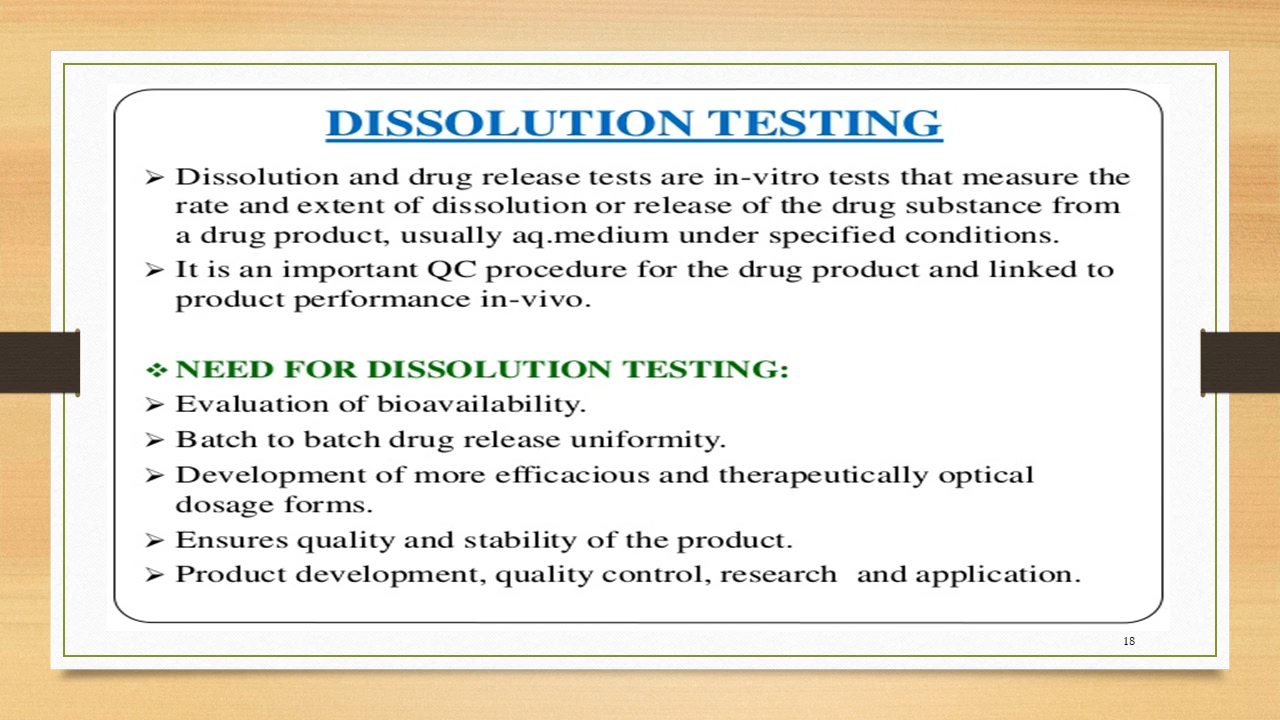 DISSOLUTION TESTING
➢ Dissolution and drug release tests are in-vitro tests that measure the
rate and extent of dissolution or release of the drug substance from
a drug product, usually aq.medium under specified conditions.
➢ It is an important QC procedure for the drug product and linked to
product performance in-vivo.
❖ NEED FOR DISSOLUTION TESTING:
➢ Evaluation of bioavailability.
➢ Batch to batch drug release uniformity.
➢ Development of more efficacious and therapeutically optical
dosage forms.
➢ Ensures quality and stability of the product.
➢ Product development, quality control, research  and application.
18